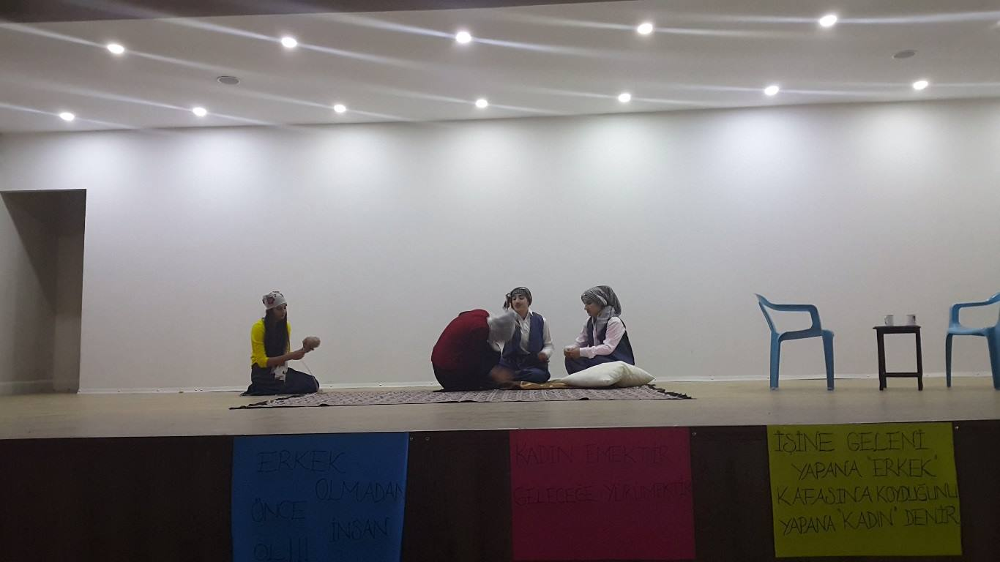 ERKEK
OLMADAN
ÖNCE
İNSAN
OL!!!
KADIN EMEKTİR
GELECEĞE YÜRÜMEKTİR
İŞİNE GELENİ
YAPANA "ERKEK"
KAFASINA KOYDUĞUNU
YAPANA "KADIN" DENİR